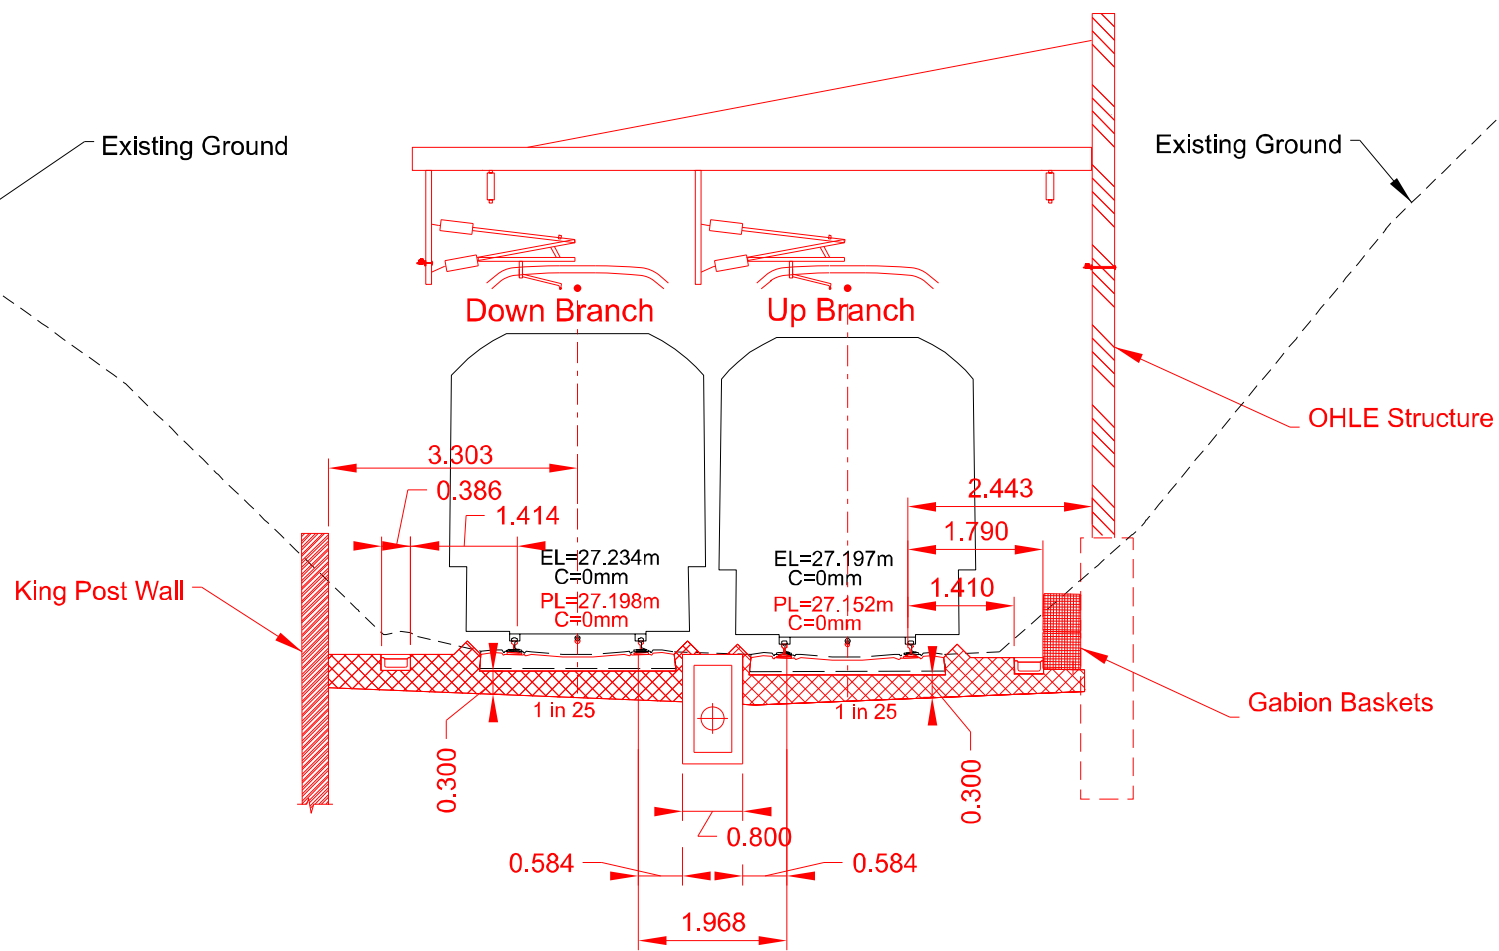 Existing Ground
Existing Ground
Down Branch
Up Branch
OHLE Structure
3.303
0.386
1.414
2.443
1.790
1.410
EL=27.234m
C=0mm
PL=27.198m
C=0mm
EL=27.197m
C=0mm
PL=27.152m
C=0mm
King Post Wall
Gabion Baskets
1 in 25
1 in 25
0.300
0.300
0.800
0.584
0.584
1.968